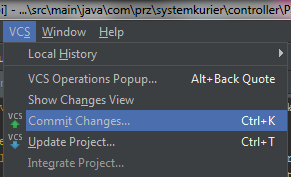 i] - ...\src\main\java\com\prz\systemkurier\controller\P
VCS Window Help
Local History
VCS Operations Popup... Alt+Back Quote
Show Changes View
VCS Commit Changes... Ctrl+K
VCS Update Project... Ctrl+T
Integrate Project...